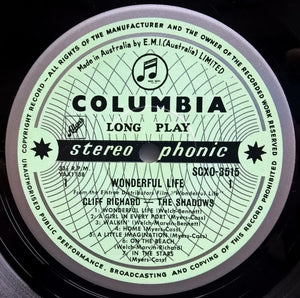 ALL RIGHTS OF THE MANUFACTURER AND THE OWNER OF THE RECORDED WORK RESERVED
Made in Australia by E.M.I. (Australia) LIMITED
COLUMBIA
LONG PLAY
stereo phonic
33⅓ R.P.M.
SCXO-3515
1 WONDERFUL LIFE 1
From the Film "Wonderful Life"
CLIFF RICHARD — THE SHADOWS
1 WONDERFUL LIFE (Welch-Bennett)
2 A GIRL IN EVERY PORT (Myers-Cass)
3 WALKIN' (Welch-Marvin-Bennett)
4 HOME (Myers-Cass)
5 A LITTLE IMAGINATION (Myers-Cass)
6 ON THE BEACH
(Welch-Marvin-Richard)
7 IN THE STARS
(Myers-Cass)
PUBLIC PERFORMANCE, BROADCASTING AND COPYING OF THIS RECORD PROHIBITED
COPYRIGHT RECORD